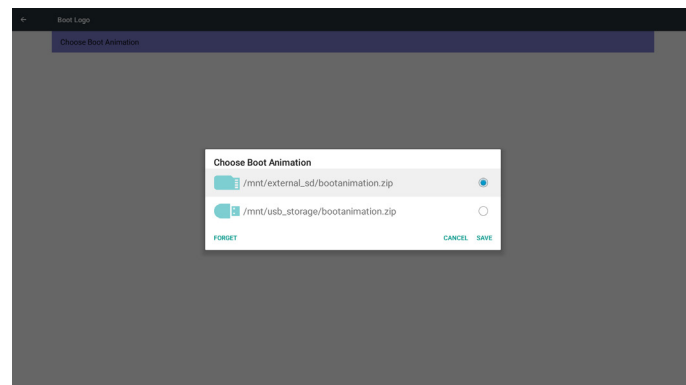 Boot Logo
Choose Boot Animation
Choose Boot Animation
/mnt/external_sd/bootanimation.zip
/mnt/usb_storage/bootanimation.zip
FORGET CANCEL SAVE